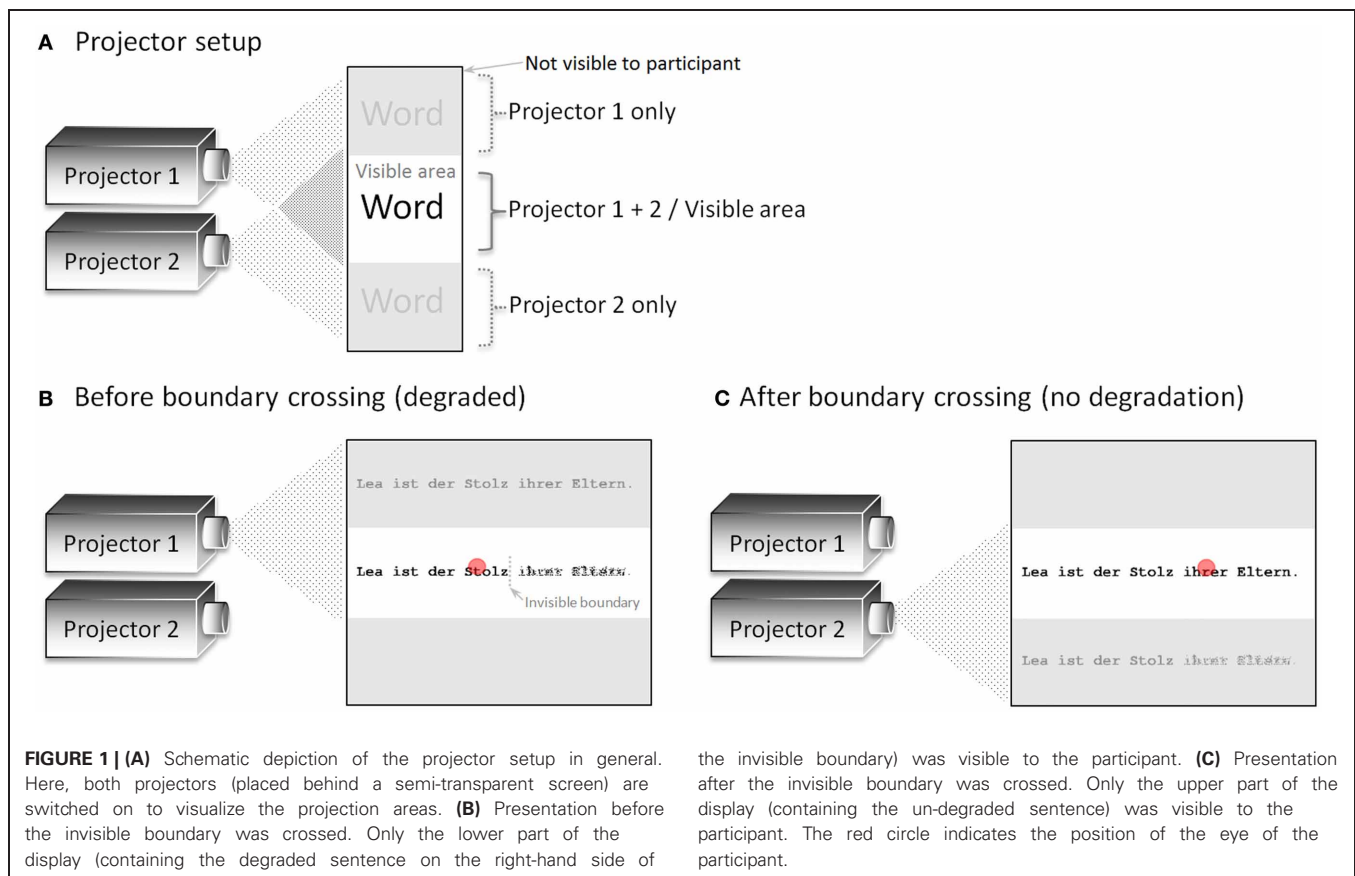 A Projector setup
Not visible to participant
Word
Projector 1 only
Projector 1
Visible area
Word
Projector 1 + 2 / Visible area
Projector 2
Word
Projector 2 only
B Before boundary crossing (degraded)
Lea ist der Stolz ihrer Eltern.
Projector 1
Lea ist der Stolz ihrer
Invisible boundary
Projector 2
C After boundary crossing (no degradation)
Projector 1
Lea ist der Stolz ihrer Eltern.
Projector 2
Lea ist der Stolz ihrer
FIGURE 1 | (A) Schematic depiction of the projector setup in general.
Here, both projectors (placed behind a semi-transparent screen) are
switched on to visualize the projection areas. (B) Presentation before
the invisible boundary was crossed. Only the lower part of the
display (containing the degraded sentence on the right-hand side of
the invisible boundary) was visible to the participant. (C) Presentation
after the invisible boundary was crossed. Only the upper part of the
display (containing the un-degraded sentence) was visible to the
participant. The red circle indicates the position of the eye of the
participant.